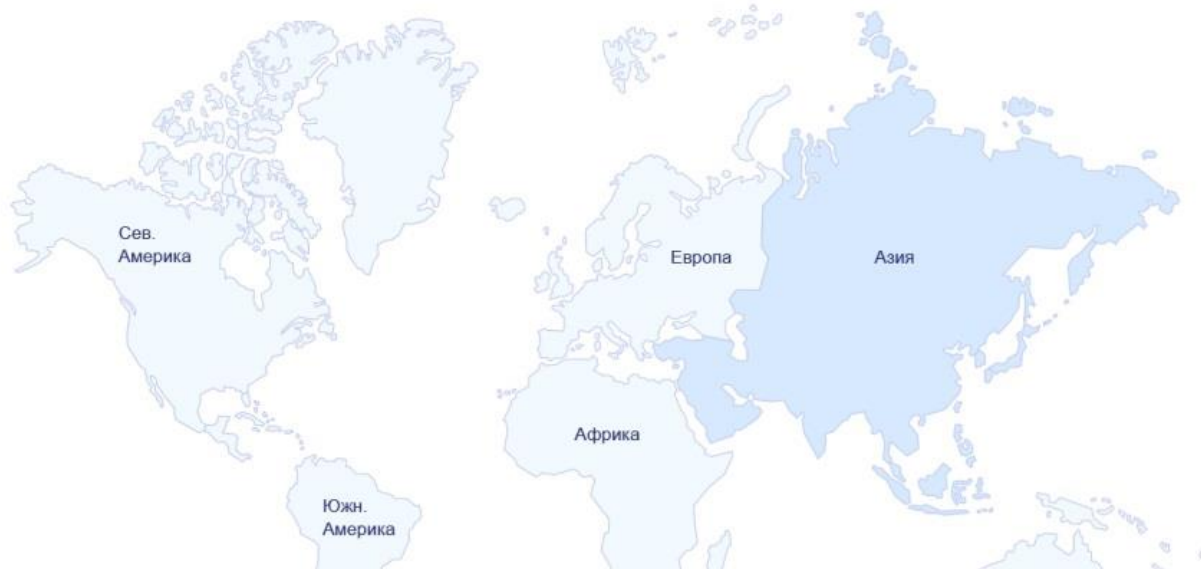 Сев.
Америка
Европа
Азия
Африка
Южн.
Америка